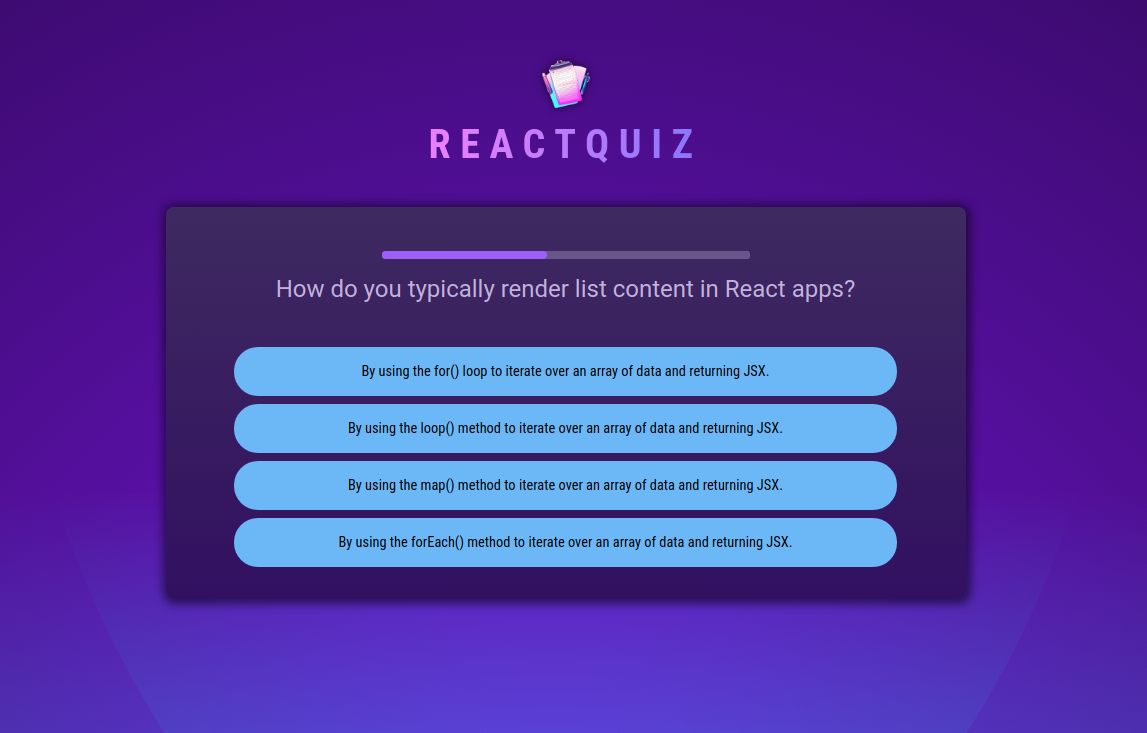 REACTQUIZ
How do you typically render list content in React apps?
By using the for() loop to iterate over an array of data and returning JSX.
By using the loop() method to iterate over an array of data and returning JSX.
By using the map() method to iterate over an array of data and returning JSX.
By using the forEach() method to iterate over an array of data and returning JSX.